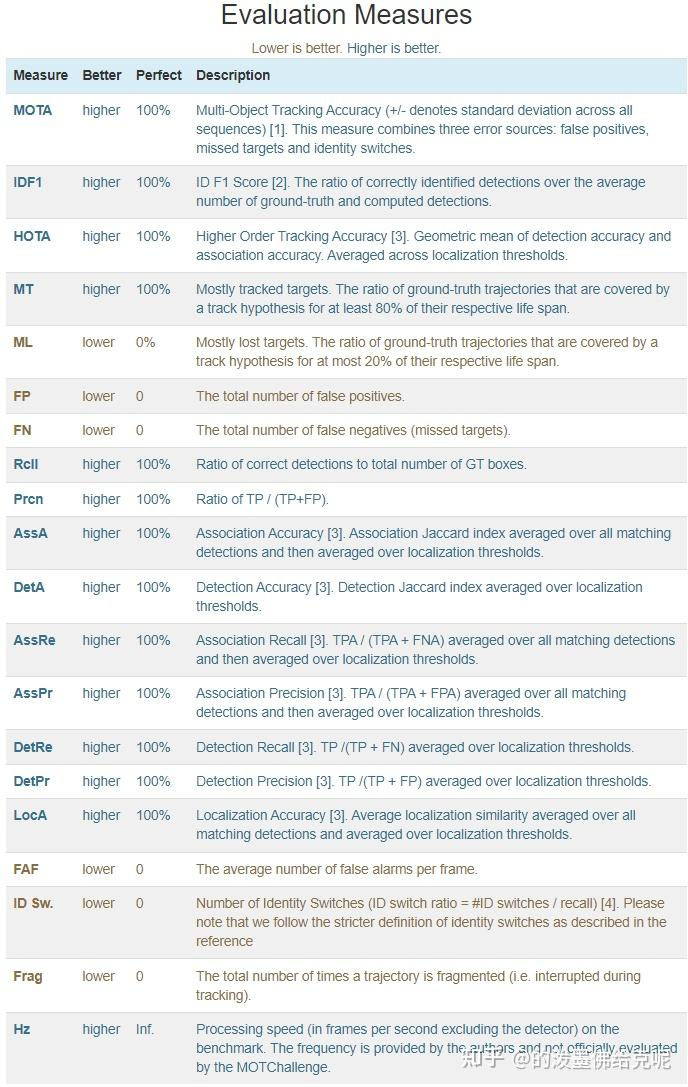 Evaluation Measures
Lower is better. Higher is better.
Measure Better Perfect Description
MOTA higher 100% Multi-Object Tracking Accuracy (+/- denotes standard deviation across all
sequences) [1]. This measure combines three error sources: false positives,
missed targets and identity switches.
IDF1 higher 100% ID F1 Score [2]. The ratio of correctly identified detections over the average
number of ground-truth and computed detections.
HOTA higher 100% Higher Order Tracking Accuracy [3]. Geometric mean of detection accuracy and
association accuracy. Averaged across localization thresholds.
MT higher 100% Mostly tracked targets. The ratio of ground-truth trajectories that are covered by
a track hypothesis for at least 80% of their respective life span.
ML lower 0% Mostly lost targets. The ratio of ground-truth trajectories that are covered by a
track hypothesis for at most 20% of their respective life span.
FP lower 0 The total number of false positives.
FN lower 0 The total number of false negatives (missed targets).
Rcll higher 100% Ratio of correct detections to total number of GT boxes.
Prcn higher 100% Ratio of TP / (TP+FP).
AssA higher 100% Association Accuracy [3]. Association Jaccard index averaged over all matching
detections and then averaged over localization thresholds.
DetA higher 100% Detection Accuracy [3]. Detection Jaccard index averaged over localization
thresholds.
AssRe higher 100% Association Recall [3]. TPA / (TPA + FNA) averaged over all matching detections
and then averaged over localization thresholds.
AssPr higher 100% Association Precision [3]. TPA / (TPA + FPA) averaged over all matching
detections and then averaged over localization thresholds.
DetRe higher 100% Detection Recall [3]. TP /(TP + FN) averaged over localization thresholds.
DetPr higher 100% Detection Precision [3]. TP /(TP + FP) averaged over localization thresholds.
LocA higher 100% Localization Accuracy [3]. Average localization similarity averaged over all
matching detections and averaged over localization thresholds.
FAF lower 0 The average number of false alarms per frame.
ID Sw. lower 0 Number of Identity Switches (ID switch ratio = #ID switches / recall) [4]. Please
note that we follow the stricter definition of identity switches as described in the
reference
Frag lower 0 The total number of times a trajectory is fragmented (i.e. interrupted during
tracking).
Hz higher Inf. Processing speed (in frames per second excluding the detector) on the
benchmark. The frequency is provided by the authors and not officially evaluated
by the MOTChallenge.
知乎 @的泼墨佛给克呢